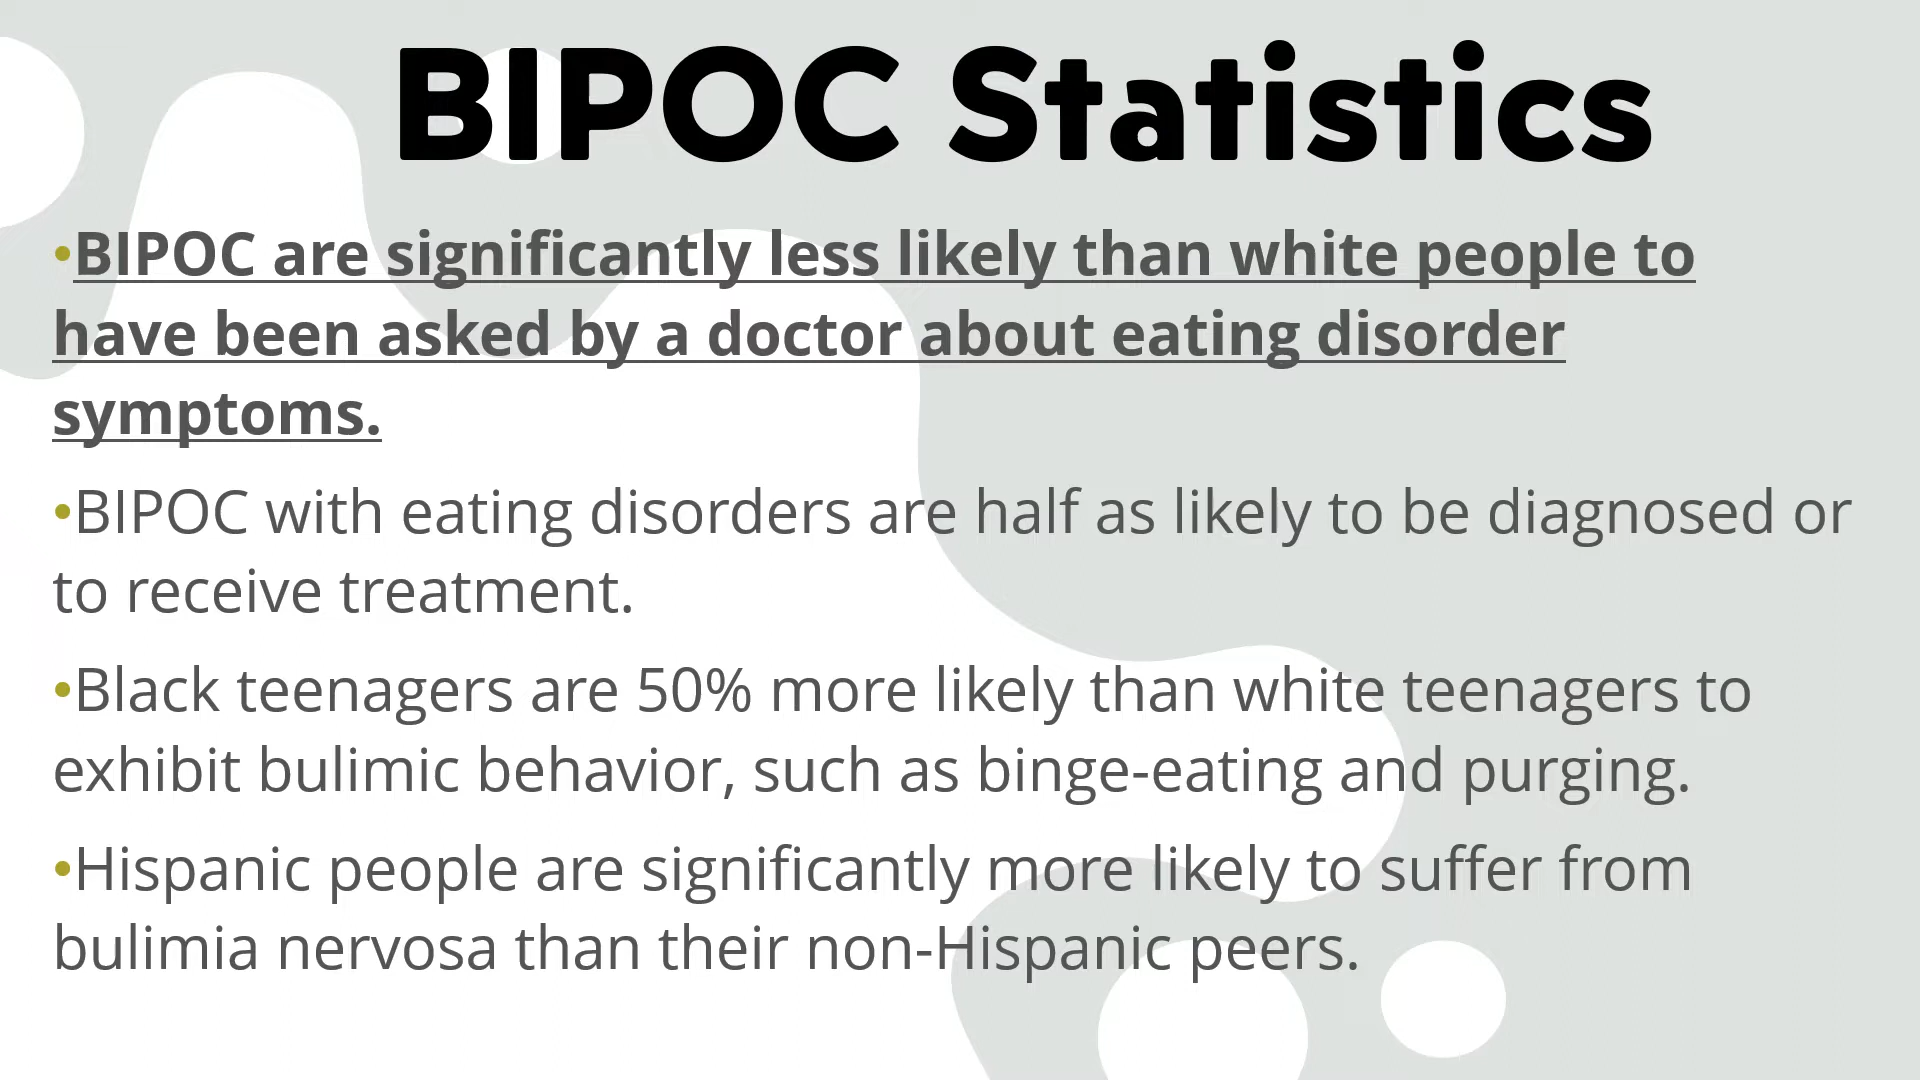 BIPOC Statistics
•BIPOC are significantly less likely than white people to
have been asked by a doctor about eating disorder
symptoms.
•BIPOC with eating disorders are half as likely to be diagnosed or
to receive treatment.
•Black teenagers are 50% more likely than white teenagers to
exhibit bulimic behavior, such as binge-eating and purging.
•Hispanic people are significantly more likely to suffer from
bulimia nervosa than their non-Hispanic peers.